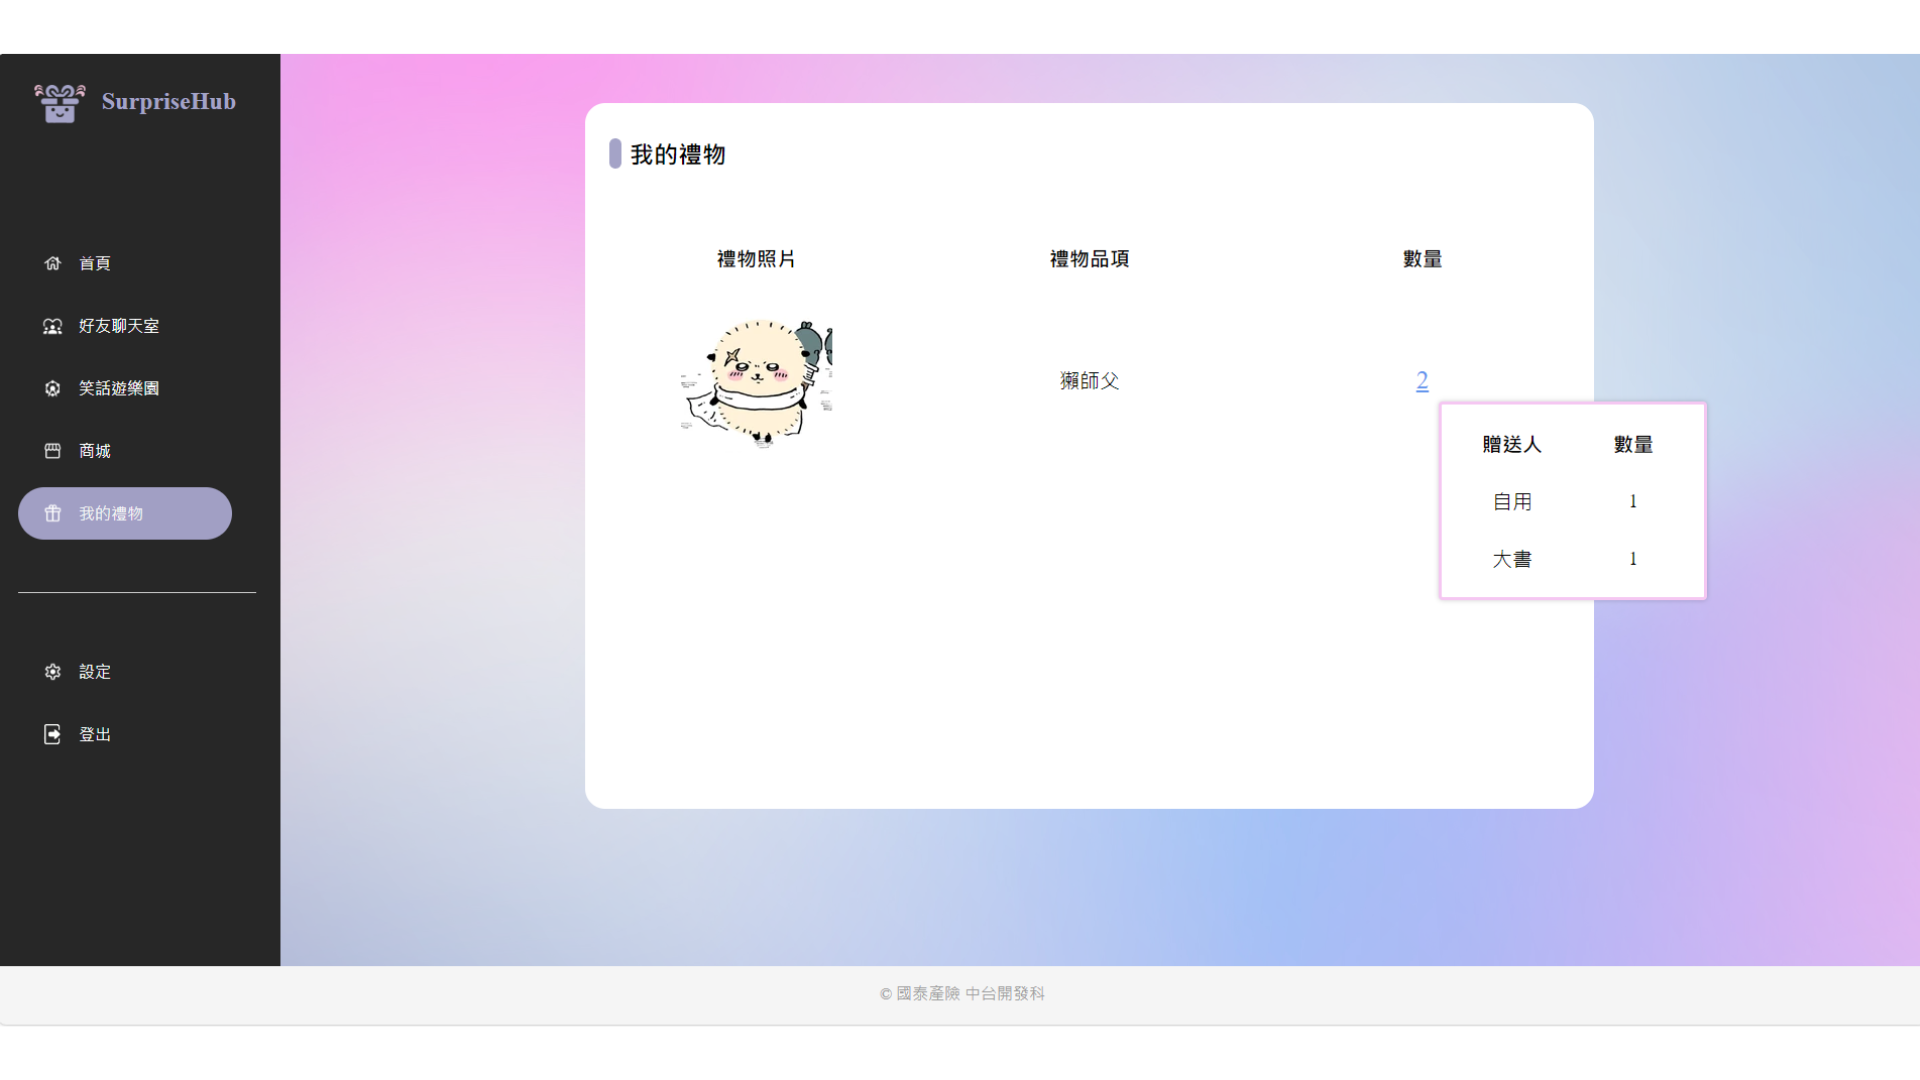 SurpriseHub
首頁
好友聊天室
笑話遊樂園
商城
我的禮物
設定
登出
我的禮物
禮物照片 禮物品項 數量
獺師父 2
贈送人 數量
自用 1
大書 1
© 國泰產險 中台開發科